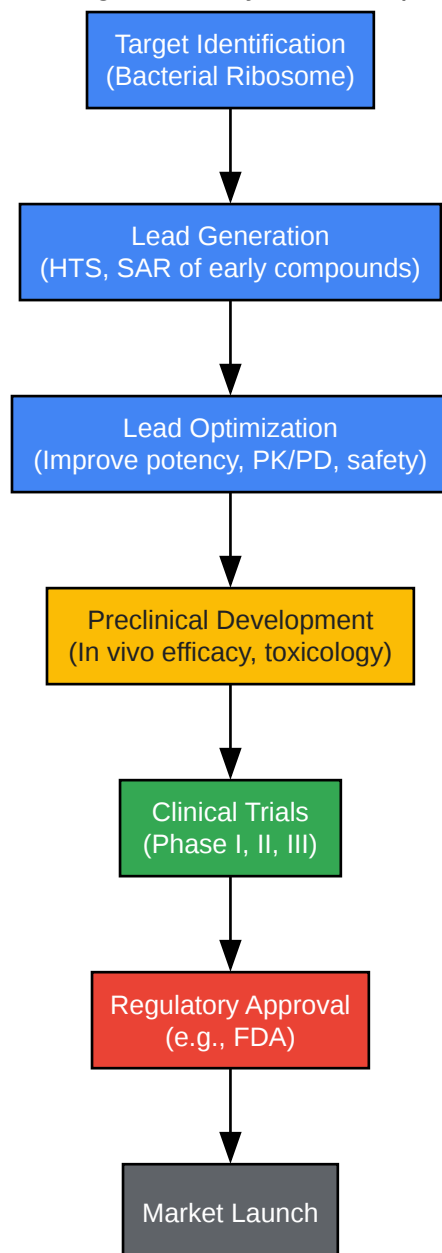 Target Identification
(Bacterial Ribosome)
Lead Generation
(HTS, SAR of early compounds)
Lead Optimization
(Improve potency, PK/PD, safety)
Preclinical Development
(In vivo efficacy, toxicology)
Clinical Trials
(Phase I, II, III)
Regulatory Approval
(e.g., FDA)
Market Launch